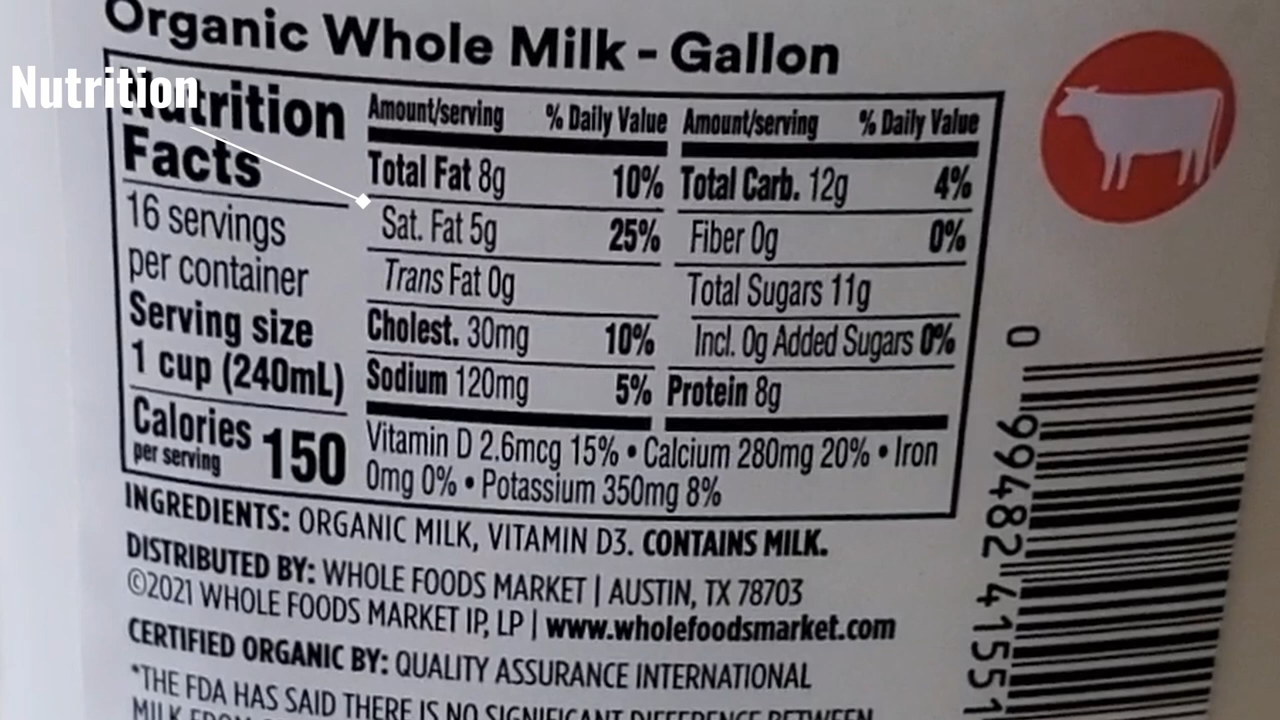 Organic Whole Milk - Gallon
Nutrition
Nutrition
Facts
16 servings
per container
Serving size
1 cup (240mL)
Calories
per serving 150
Amount/serving % Daily Value
Total Fat 8g 10%
Sat. Fat 5g 25%
Trans Fat 0g
Cholest. 30mg 10%
Sodium 120mg 5%
Amount/serving % Daily Value
Total Carb. 12g 4%
Fiber 0g 0%
Total Sugars 11g
Incl. 0g Added Sugars 0%
Protein 8g
Vitamin D 2.6mcg 15% • Calcium 280mg 20% • Iron
0mg 0% • Potassium 350mg 8%
INGREDIENTS: ORGANIC MILK, VITAMIN D3. CONTAINS MILK.
DISTRIBUTED BY: WHOLE FOODS MARKET | AUSTIN, TX 78703
©2021 WHOLE FOODS MARKET IP, LP | www.wholefoodsmarket.com
CERTIFIED ORGANIC BY: QUALITY ASSURANCE INTERNATIONAL
*THE FDA HAS SAID THERE IS NO SIGNIFICANT DIFFERENCE BETWEEN
MILK FROM
0 99482 41551